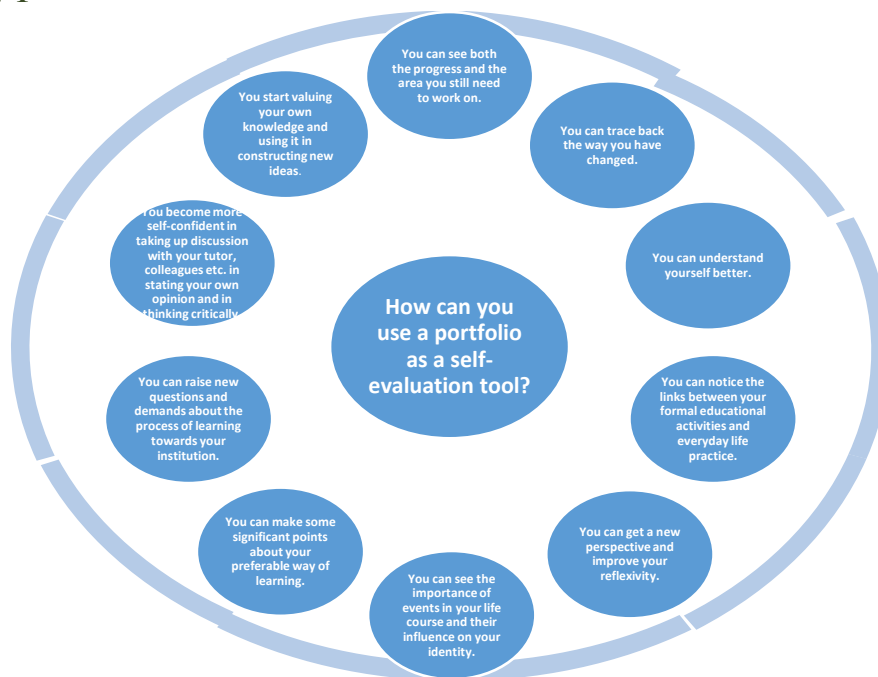 You can see both
the progress and the
area you still need
to work on.
You can trace back
the way you have
changed.
You can understand
yourself better.
You can notice the
links between your
formal educational
activities and
everyday life
practice.
You can get a new
perspective and
improve your
reflexivity.
You can see the
importance of
events in your life
course and their
influence on your
identity.
You can make some
significant points
about your
preferable way of
learning.
You can raise new
questions and
demands about the
process of learning
towards your
institution.
You become more
self-confident in
taking up discussion
with your tutor,
colleagues etc. in
stating your own
opinion and in
thinking critically.
You start valuing
your own
knowledge and
using it in
constructing new
ideas.
How can you
use a portfolio
as a self-
evaluation tool?